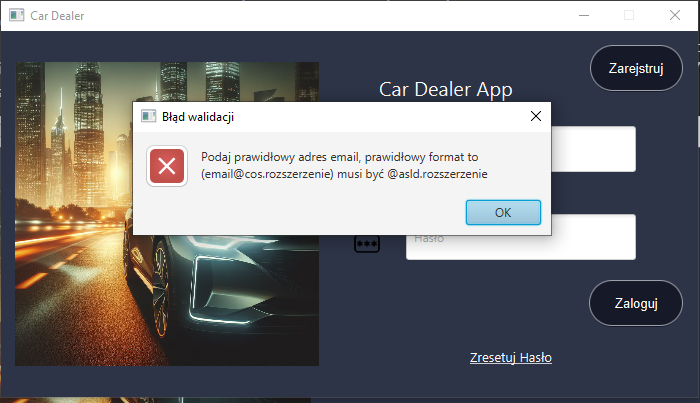 Car Dealer
Zarejstruj
Car Dealer App
Błąd walidacji
Podaj prawidłowy adres email, prawidłowy format to
(email@cos.rozszerzenie) musi być @asld.rozszerzenie
OK
***
Hasło
Zaloguj
Zresetuj Hasło